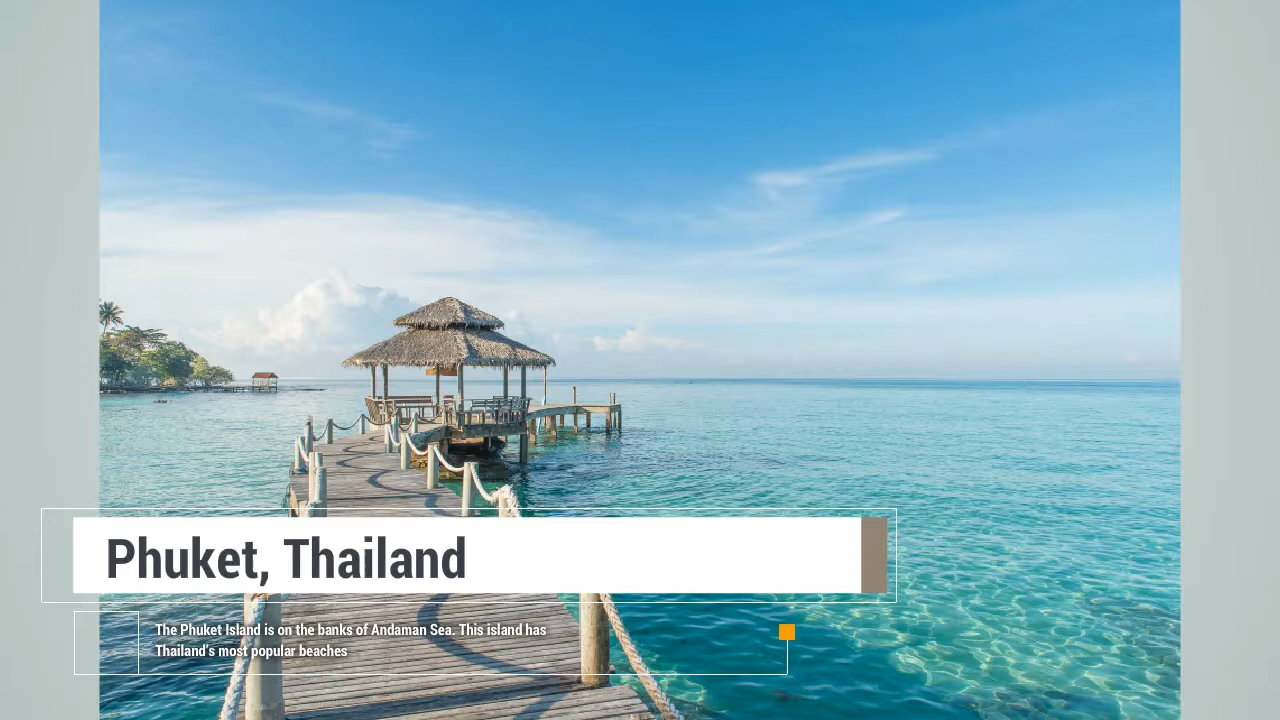 Phuket, Thailand
The Phuket Island is on the banks of Andaman Sea. This island has
Thailand's most popular beaches